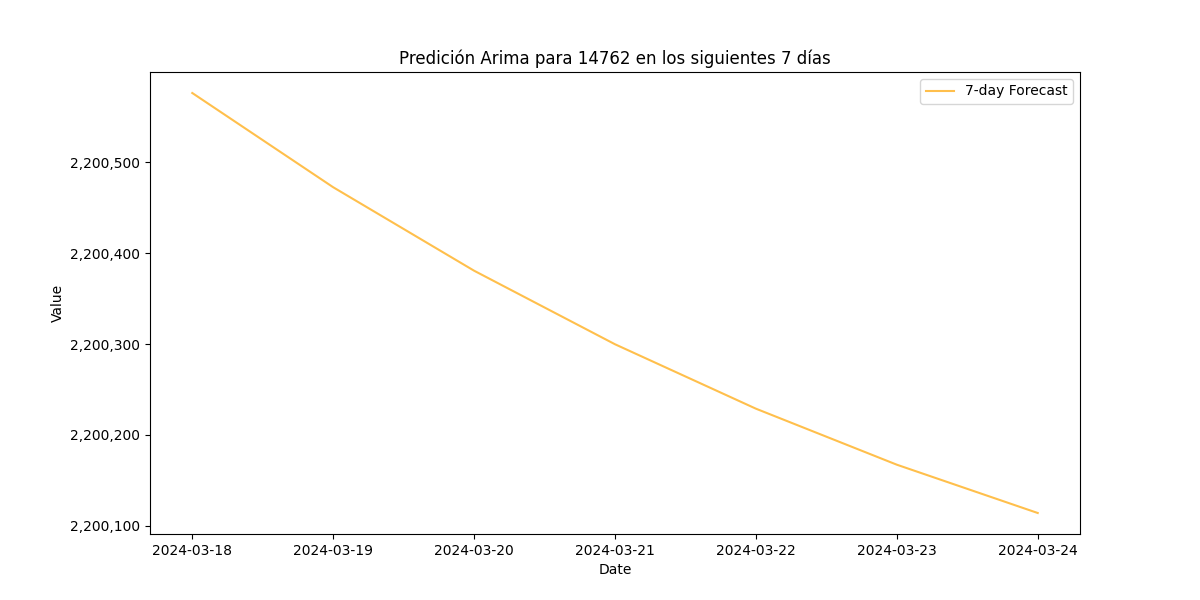 Predición Arima para 14762 en los siguientes 7 días
7-day Forecast
Value
2,200,500
2,200,400
2,200,300
2,200,200
2,200,100
2024-03-18 2024-03-19 2024-03-20 2024-03-21 2024-03-22 2024-03-23 2024-03-24
Date